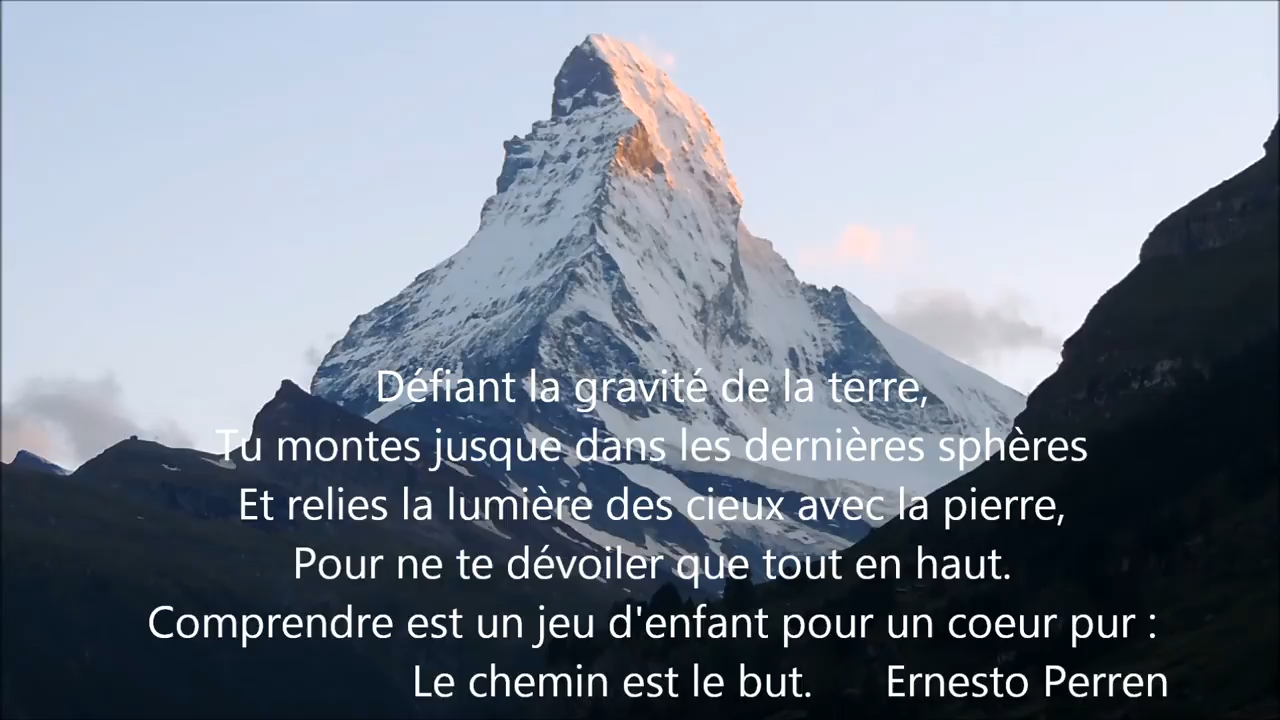 Défiant la gravité de la terre,
Tu montes jusque dans les dernières sphères
Et relies la lumière des cieux avec la pierre,
Pour ne te dévoiler que tout en haut.
Comprendre est un jeu d'enfant pour un coeur pur :
Le chemin est le but. Ernesto Perren